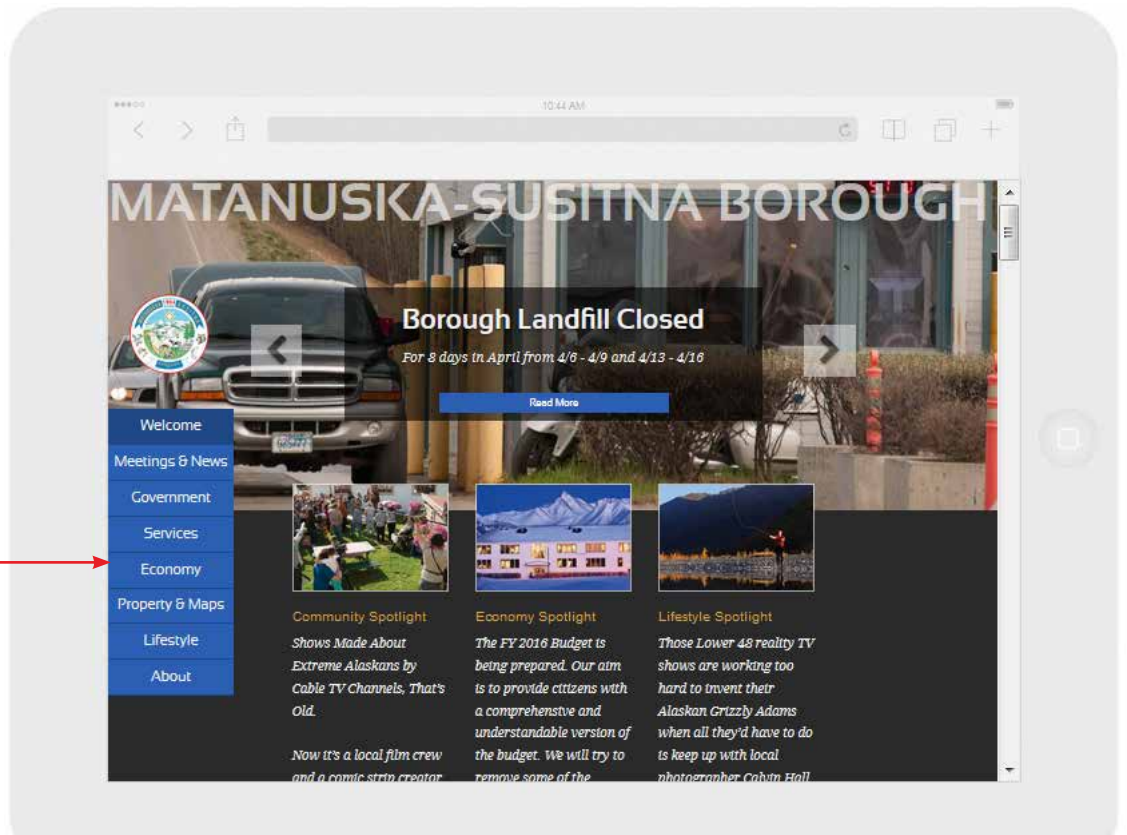 10:44 AM
MATANUSKA-SUSITNA BOROUGH
Borough Landfill Closed
For 8 days in April from 4/6 - 4/9 and 4/13 - 4/16
Read More
Welcome
Meetings & News
Government
Services
Economy
Property & Maps
Lifestyle
About
Community Spotlight
Shows Made About
Extreme Alaskans by
Cable TV Channels, That's
Old.
Now it's a local film crew
and a comic strip creator
Economy Spotlight
The FY 2016 Budget is
being prepared. Our aim
is to provide citizens with
a comprehensive and
understandable version of
the budget. We will try to
remove some of the
Lifestyle Spotlight
Those Lower 48 reality TV
shows are working too
hard to invent their
Alaskan Grizzly Adams
when all they'd have to do
is keep up with local
photographer Calvin Hall